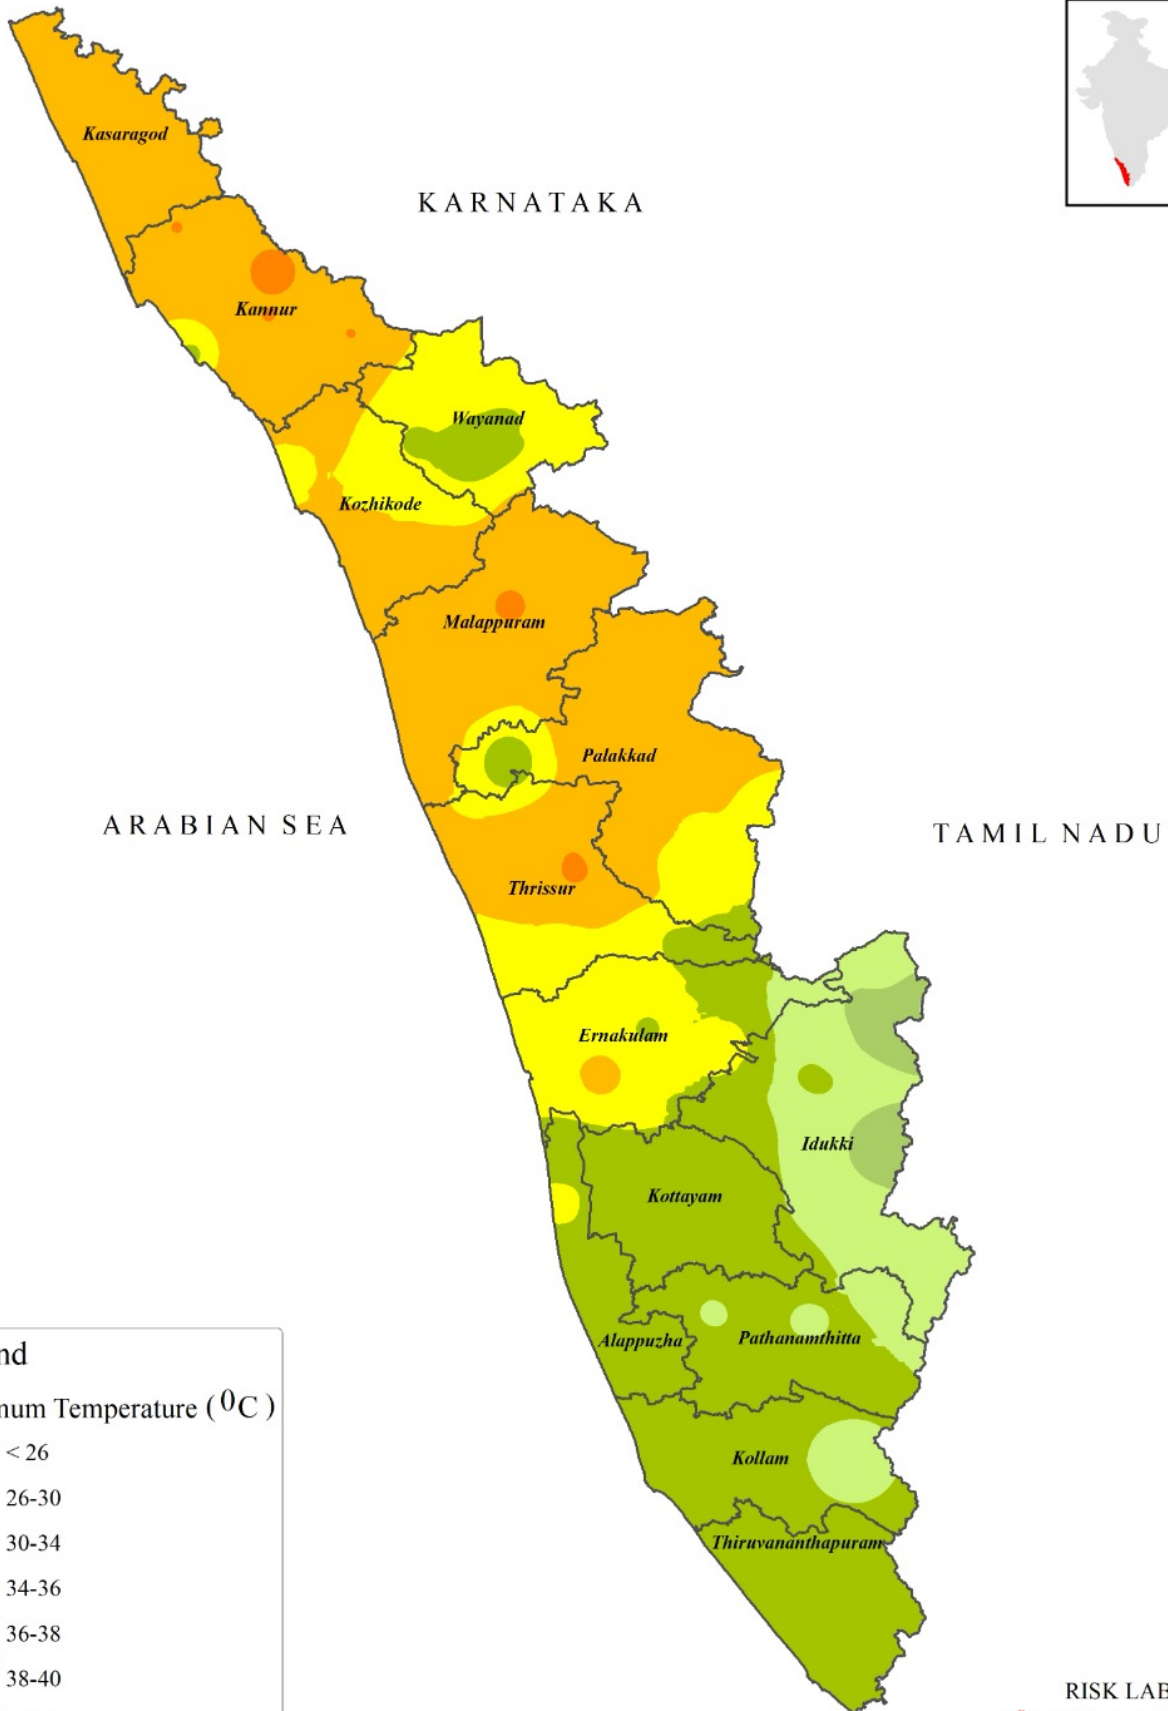 Kasaragod
KARNATAKA
Kannur
Wayanad
Kozhikode
Malappuram
Palakkad
ARABIAN SEA
TAMIL NADU
Thrissur
Ernakulam
Idukki
Kottayam
Alappuzha
Pathanamthitta
Kollam
Thiruvananthapuram
nd
num Temperature (⁰C)
< 26
26-30
30-34
34-36
36-38
38-40
RISK LAB